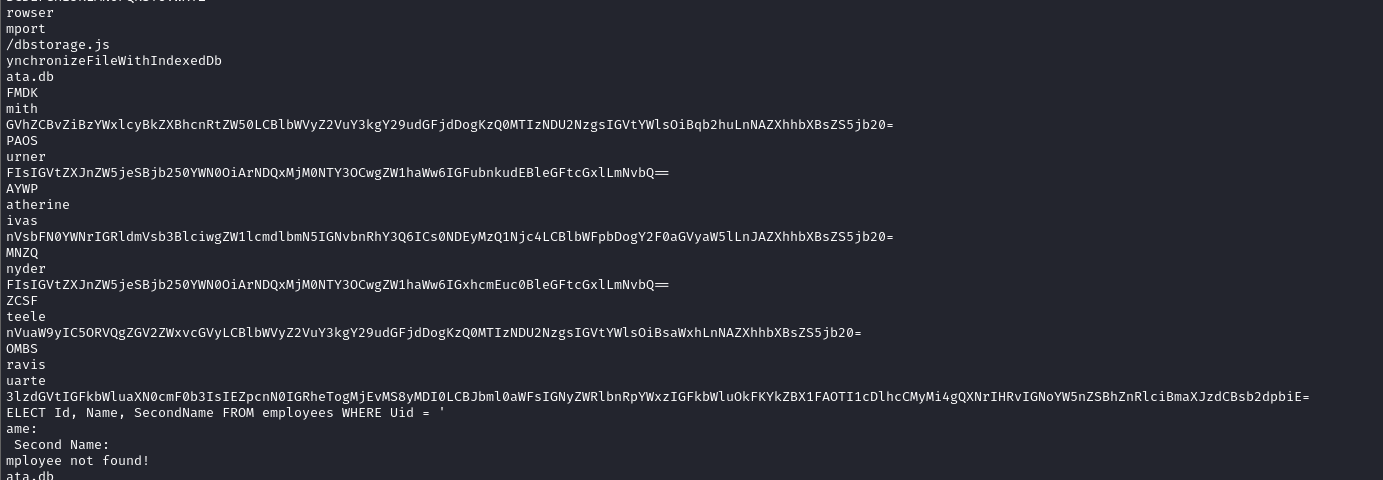 rowser
mport
/dbstorage.js
ynchronizeFileWithIndexedDb
ata.db
FMDK
mith
GVhZCBvZiBzYWxlcyBkZXBhcnRtZW50LCBlbWVyZ2VuY3kgY29udGFjdDogKzQ0MTIzNDU2NzgsIGVtYWlsOiBqb2huLnNAZXhhbXBsZS5jb20=
PAOS
urner
FIsIGVtZXJnZW5jeSBjb250YWN0OiArNDQxMjM0NTY3OCwgZW1haWw6IGFubnkudEBleGFtcGxlLmNvbQ==
AYWP
atherine
ivas
nVsbFN0YWNrIGRldmVsb3BlciwgZW1lcmdlbmN5IGNvbnRhY3Q6ICs0NDEyMzQ1Njc4LCBlbWFpbDogY2F0aGVyaW5lLnJAZXhhbXBsZS5jb20=
MNZQ
nyder
FIsIGVtZXJnZW5jeSBjb250YWN0OiArNDQxMjM0NTY3OCwgZW1haWw6IGxhcmEuc0BleGFtcGxlLmNvbQ==
ZCSF
teele
nVuaW9yIC5ORVQgZGV2ZWxvcGVyLCBlbWVyZ2VuY3kgY29udGFjdDogKzQ0MTIzNDU2NzgsIGVtYWlsOiBsaWxhLnNAZXhhbXBsZS5jb20=
OMBS
ravis
uarte
3lzdGVtIGFkbWluaXN0cmF0b3IsIEZpcnN0IGRheTogMjEvMS8yMDI0LCBJbml0aWFsIGNyZWRlbnRpYWxzIGFkbWluOkFKYkZBX1FAOTI1cDlhcCMyMi4gQXNrIHRvIGNoYW5nZSBhZnRlciBmaXJzdCBsb2dpbiE=
ELECT Id, Name, SecondName FROM employees WHERE Uid = '
ame:
Second Name:
mployee not found!
ata.db